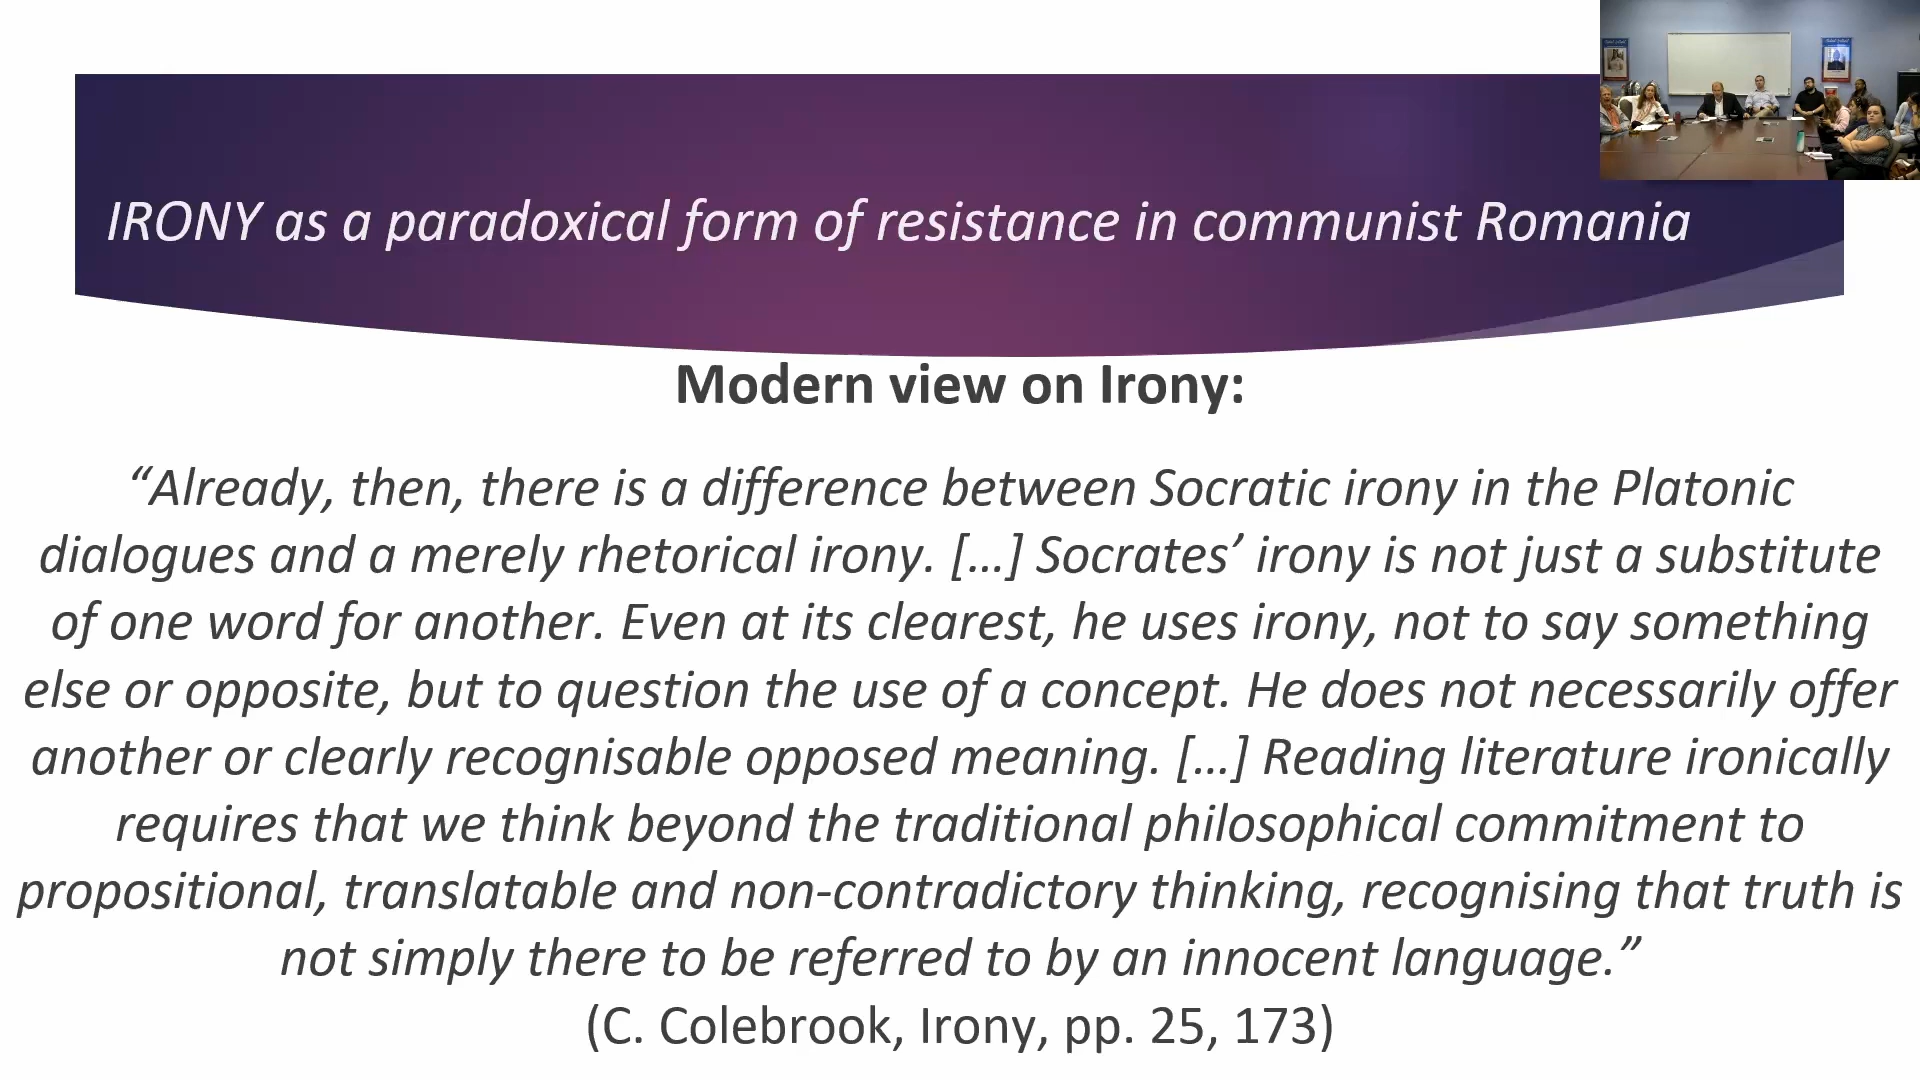 IRONY as a paradoxical form of resistance in communist Romania
Modern view on Irony:
“Already, then, there is a difference between Socratic irony in the Platonic
dialogues and a merely rhetorical irony. […] Socrates’ irony is not just a substitute
of one word for another. Even at its clearest, he uses irony, not to say something
else or opposite, but to question the use of a concept. He does not necessarily offer
another or clearly recognisable opposed meaning. […] Reading literature ironically
requires that we think beyond the traditional philosophical commitment to
propositional, translatable and non-contradictory thinking, recognising that truth is
not simply there to be referred to by an innocent language.”
(C. Colebrook, Irony, pp. 25, 173)